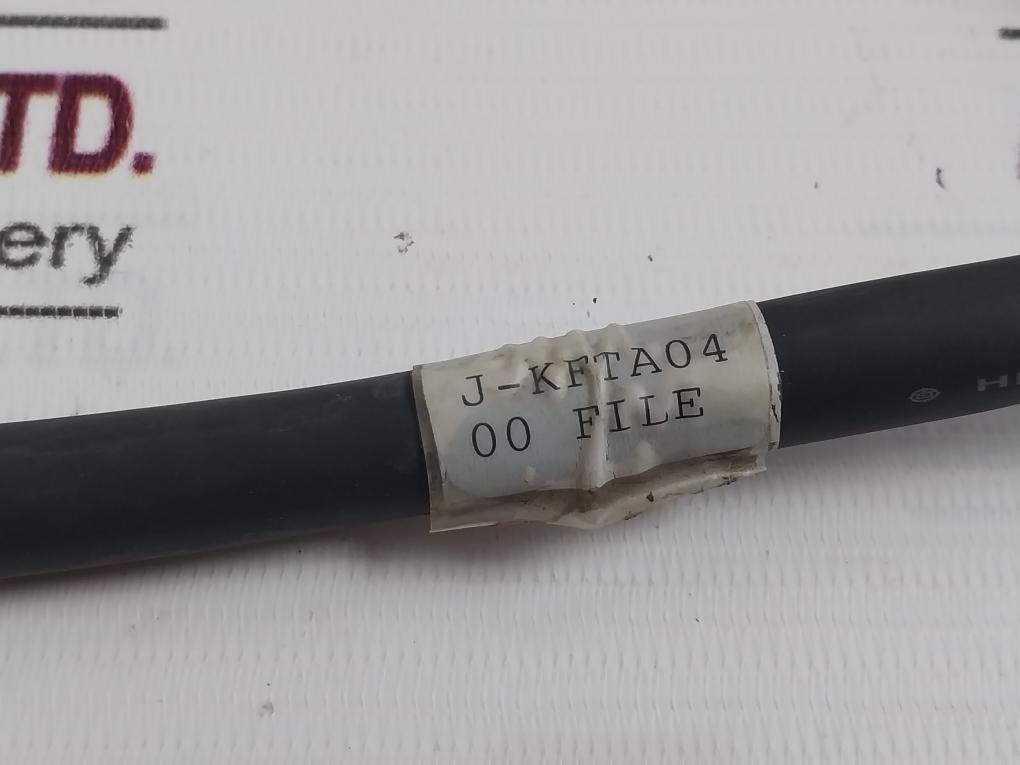 TD.
ery
J-KFTA04
00 FILE
H